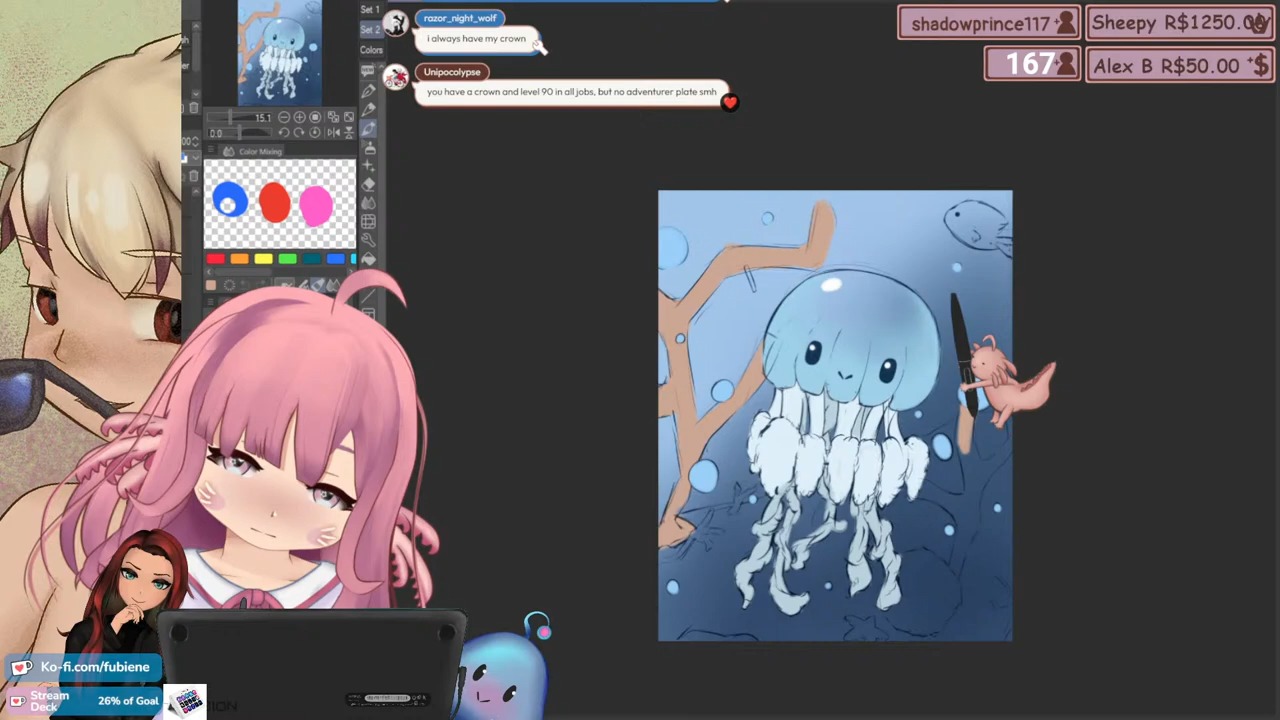 Set 1
Set 2
Colors
razor_night_wolf
i always have my crown
Unipocolypse
you have a crown and level 90 in all jobs, but no adventurer plate smh
shadowprince117
Sheepy R$1250.00
167
Alex B R$50.00
15.1
0.0
Color Mixing
Ko-fi.com/fubiene
Stream Deck
26% of Goal